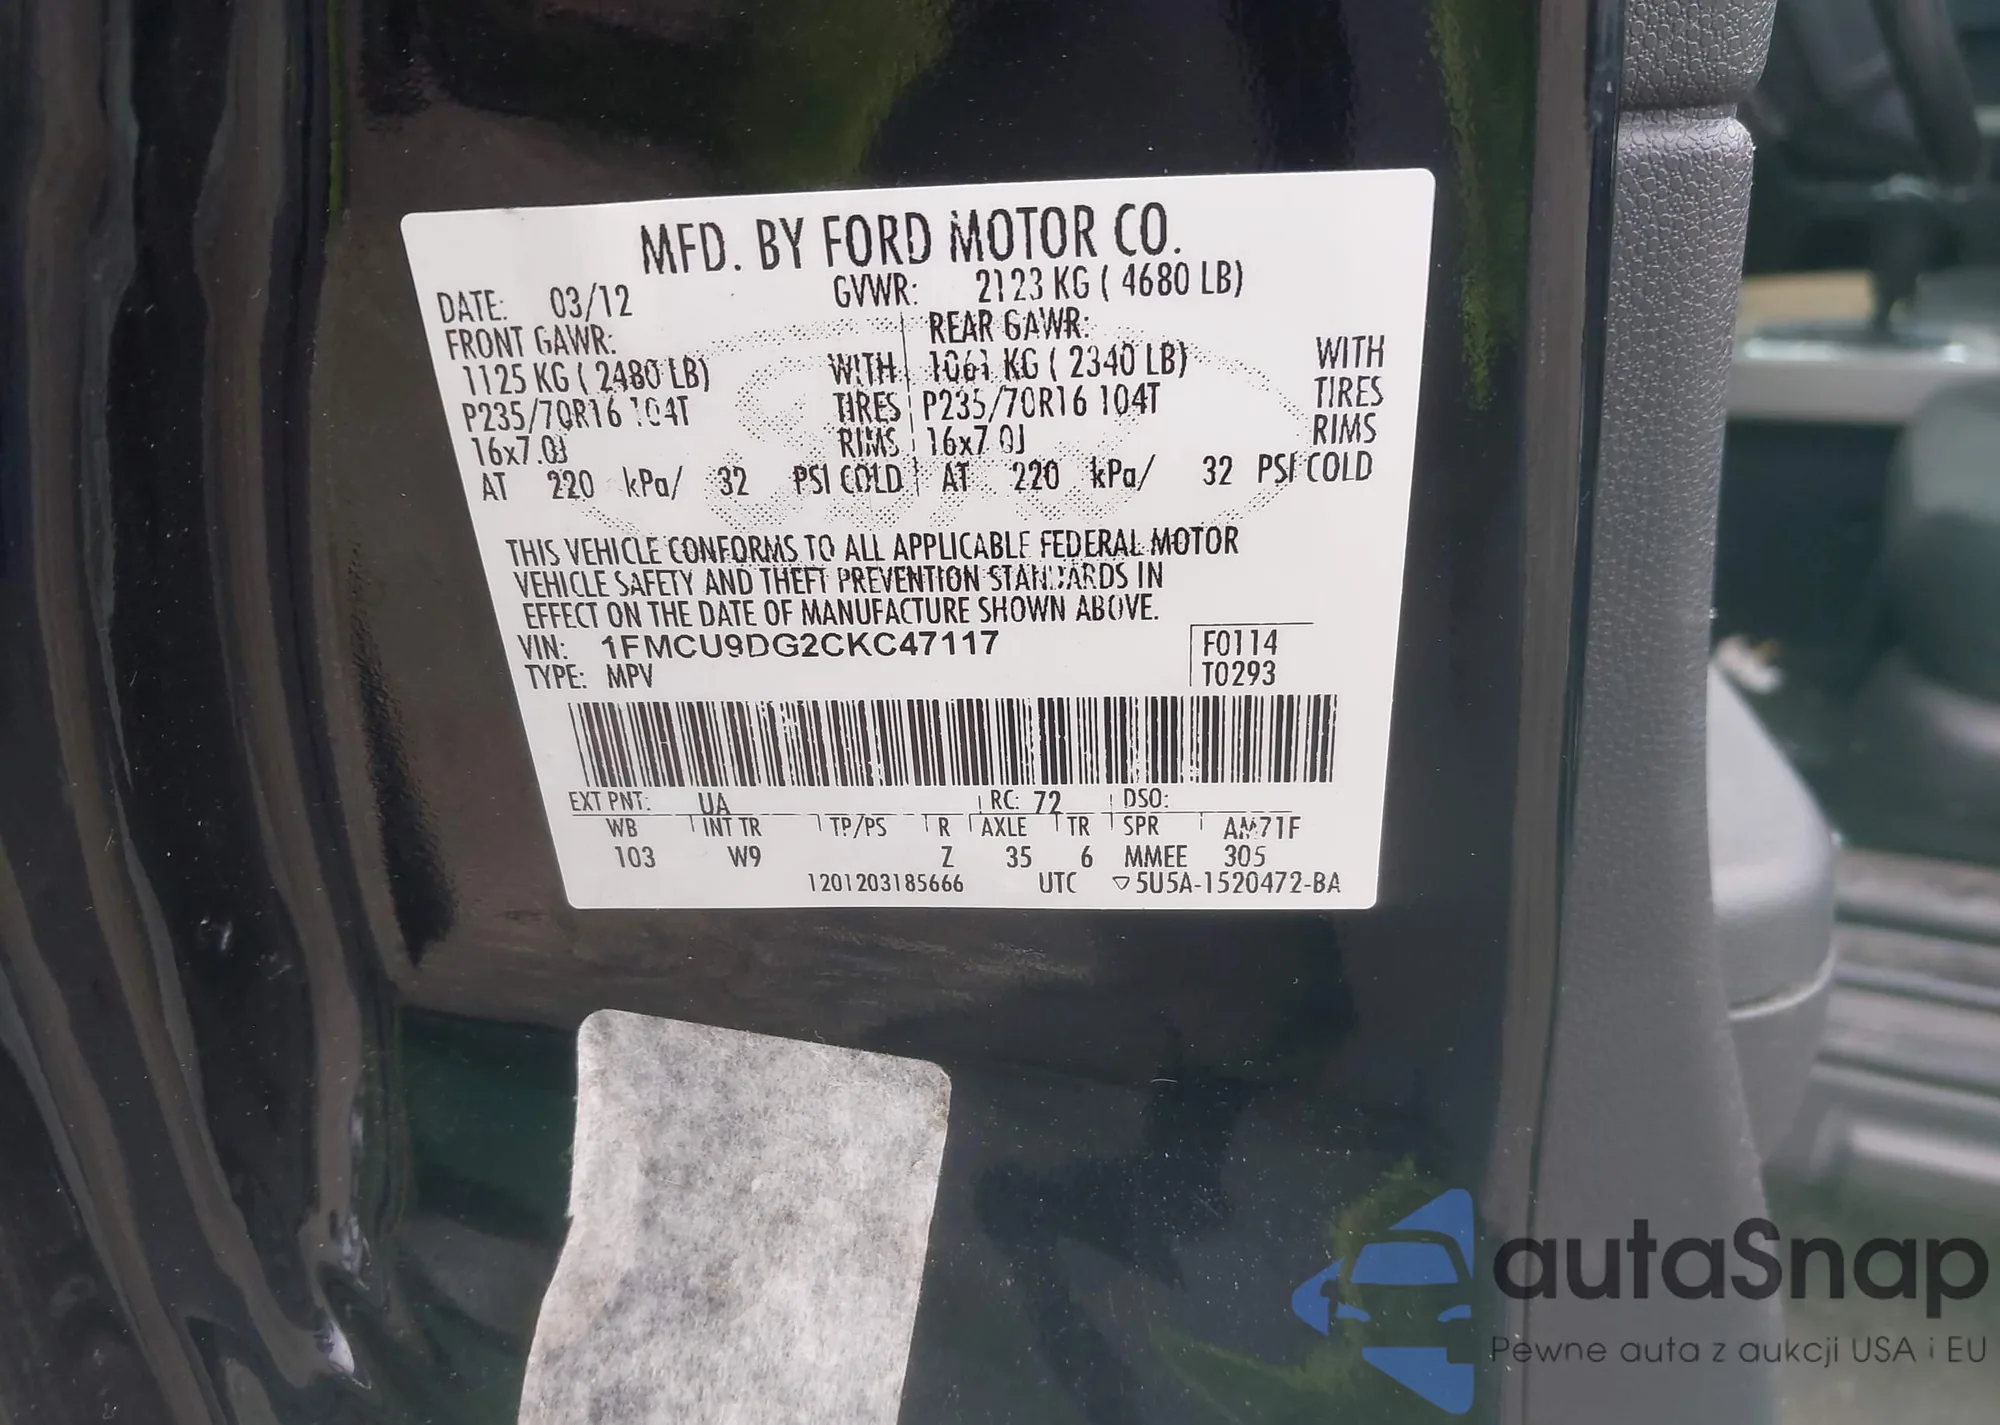 MFD. BY FORD MOTOR CO.
DATE: 03/12 GVWR: 2123 KG ( 4680 LB)
FRONT GAWR: REAR GAWR:
1125 KG ( 2480 LB) WITH 1061 KG ( 2340 LB) WITH
P235/70R16 104T TIRES P235/70R16 104T TIRES
16x7.0J RIMS 16x7.0J RIMS
AT 220 kPa/ 32 PSI COLD AT 220 kPa/ 32 PSI COLD
THIS VEHICLE CONFORMS TO ALL APPLICABLE FEDERAL MOTOR
VEHICLE SAFETY AND THEFT PREVENTION STANDARDS IN
EFFECT ON THE DATE OF MANUFACTURE SHOWN ABOVE.
VIN: 1FMCU9DG2CKC47117 F0114
TYPE: MPV T0293
EXT PNT: UA RC: 72 DSO:
WB INT TR TP/PS R AXLE TR SPR AM71F
103 W9 Z 35 6 MMEE 305
1201203185666 UTC ▽5U5A-1520472-BA
autaSnap
Pewne auta z aukcji USA i EU